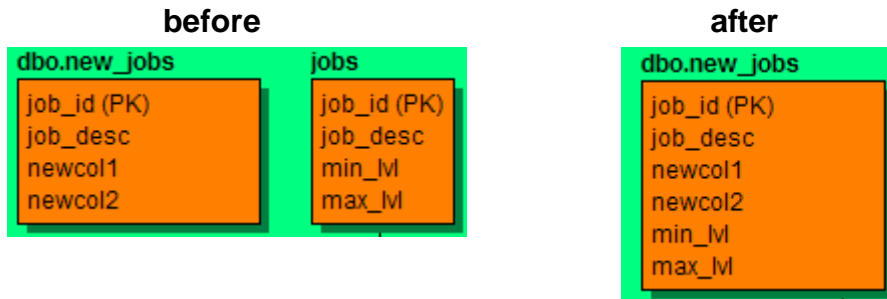 before
after
dbo.new_jobs
job_id (PK)
job_desc
newcol1
newcol2
jobs
job_id (PK)
job_desc
min_lvl
max_lvl
dbo.new_jobs
job_id (PK)
job_desc
newcol1
newcol2
min_lvl
max_lvl